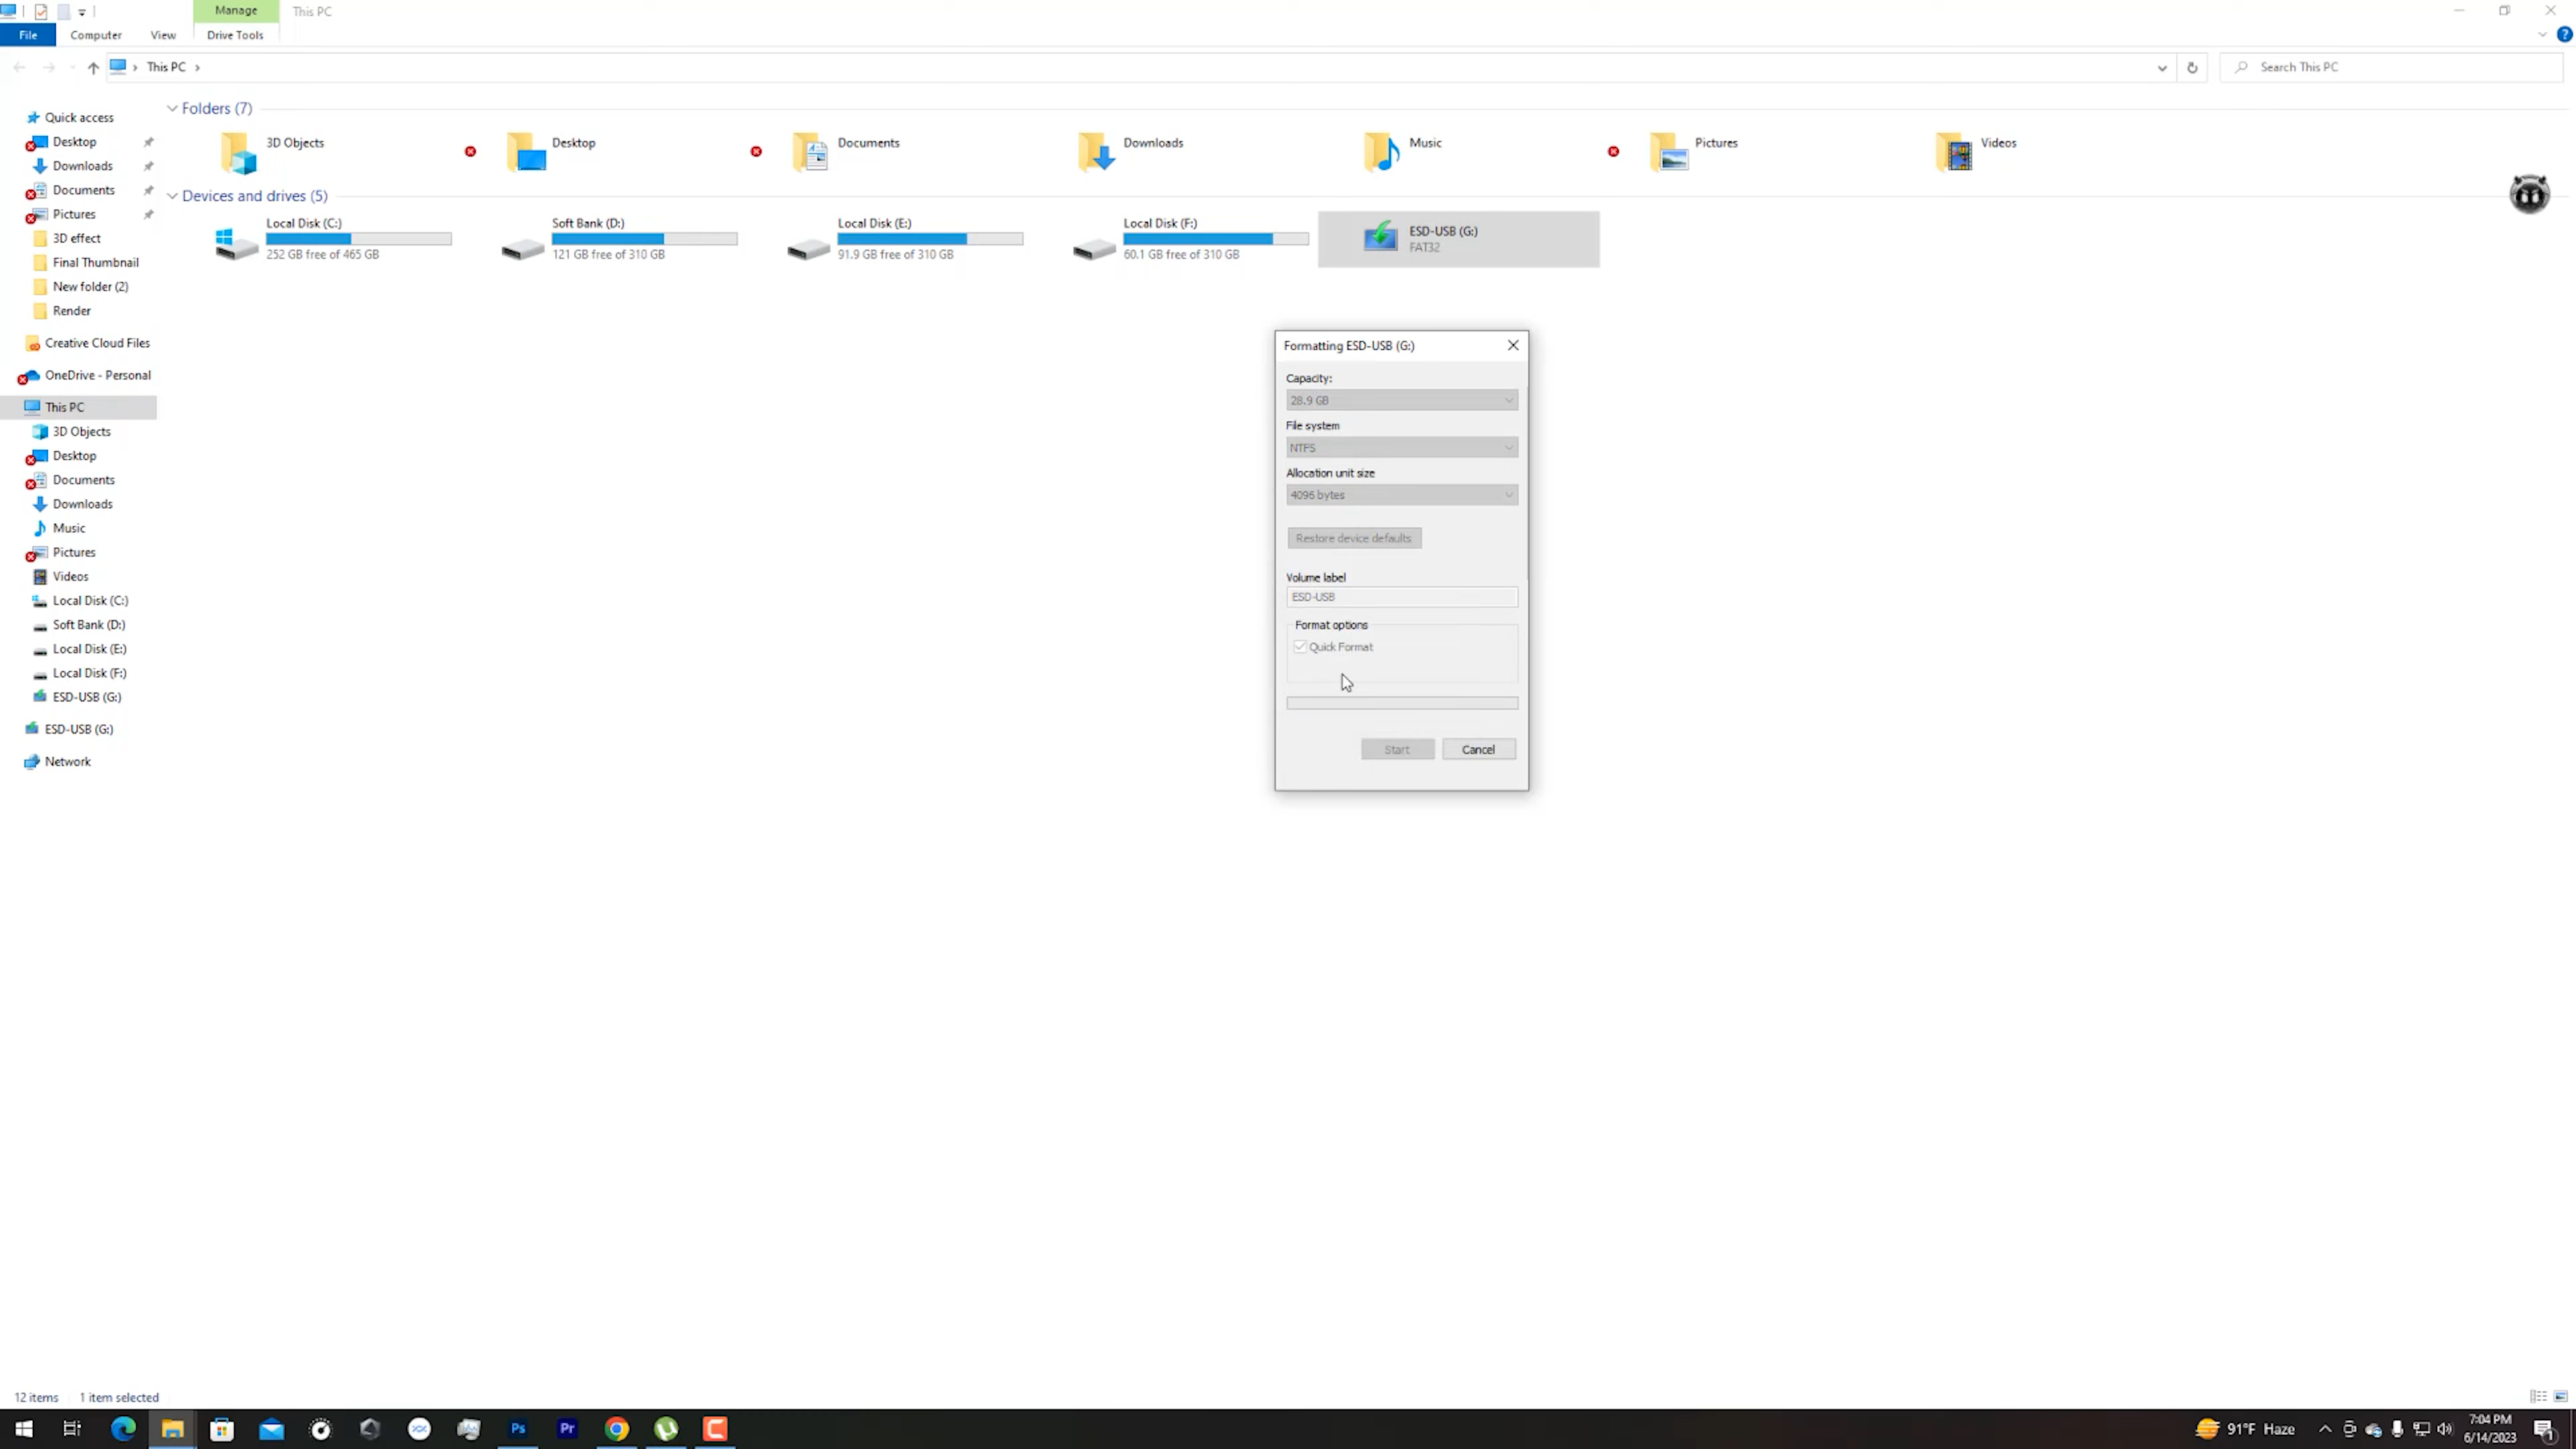 Manage This PC
File Computer View Drive Tools
This PC Search This PC
Quick access
Desktop
Downloads
Documents
Pictures
3D effect
Final Thumbnail
New folder (2)
Render
Creative Cloud Files
OneDrive - Personal
This PC
3D Objects
Desktop
Documents
Downloads
Music
Pictures
Videos
Local Disk (C:)
Soft Bank (D:)
Local Disk (E:)
Local Disk (F:)
ESD-USB (G:)
ESD-USB (G:)
Network
Folders (7)
3D Objects Desktop Documents Downloads Music Pictures Videos
Devices and drives (5)
Local Disk (C:)
252 GB free of 465 GB
Soft Bank (D:)
121 GB free of 310 GB
Local Disk (E:)
91.9 GB free of 310 GB
Local Disk (F:)
60.1 GB free of 310 GB
ESD-USB (G:)
FAT32
Formatting ESD-USB (G:)
Capacity:
28.9 GB
File system
NTFS
Allocation unit size
4096 bytes
Restore device defaults
Volume label
ESD-USB
Format options
Quick Format
Start Cancel
12 items 1 item selected
Ps Pr
91°F Haze
7:04 PM
6/14/2023
1